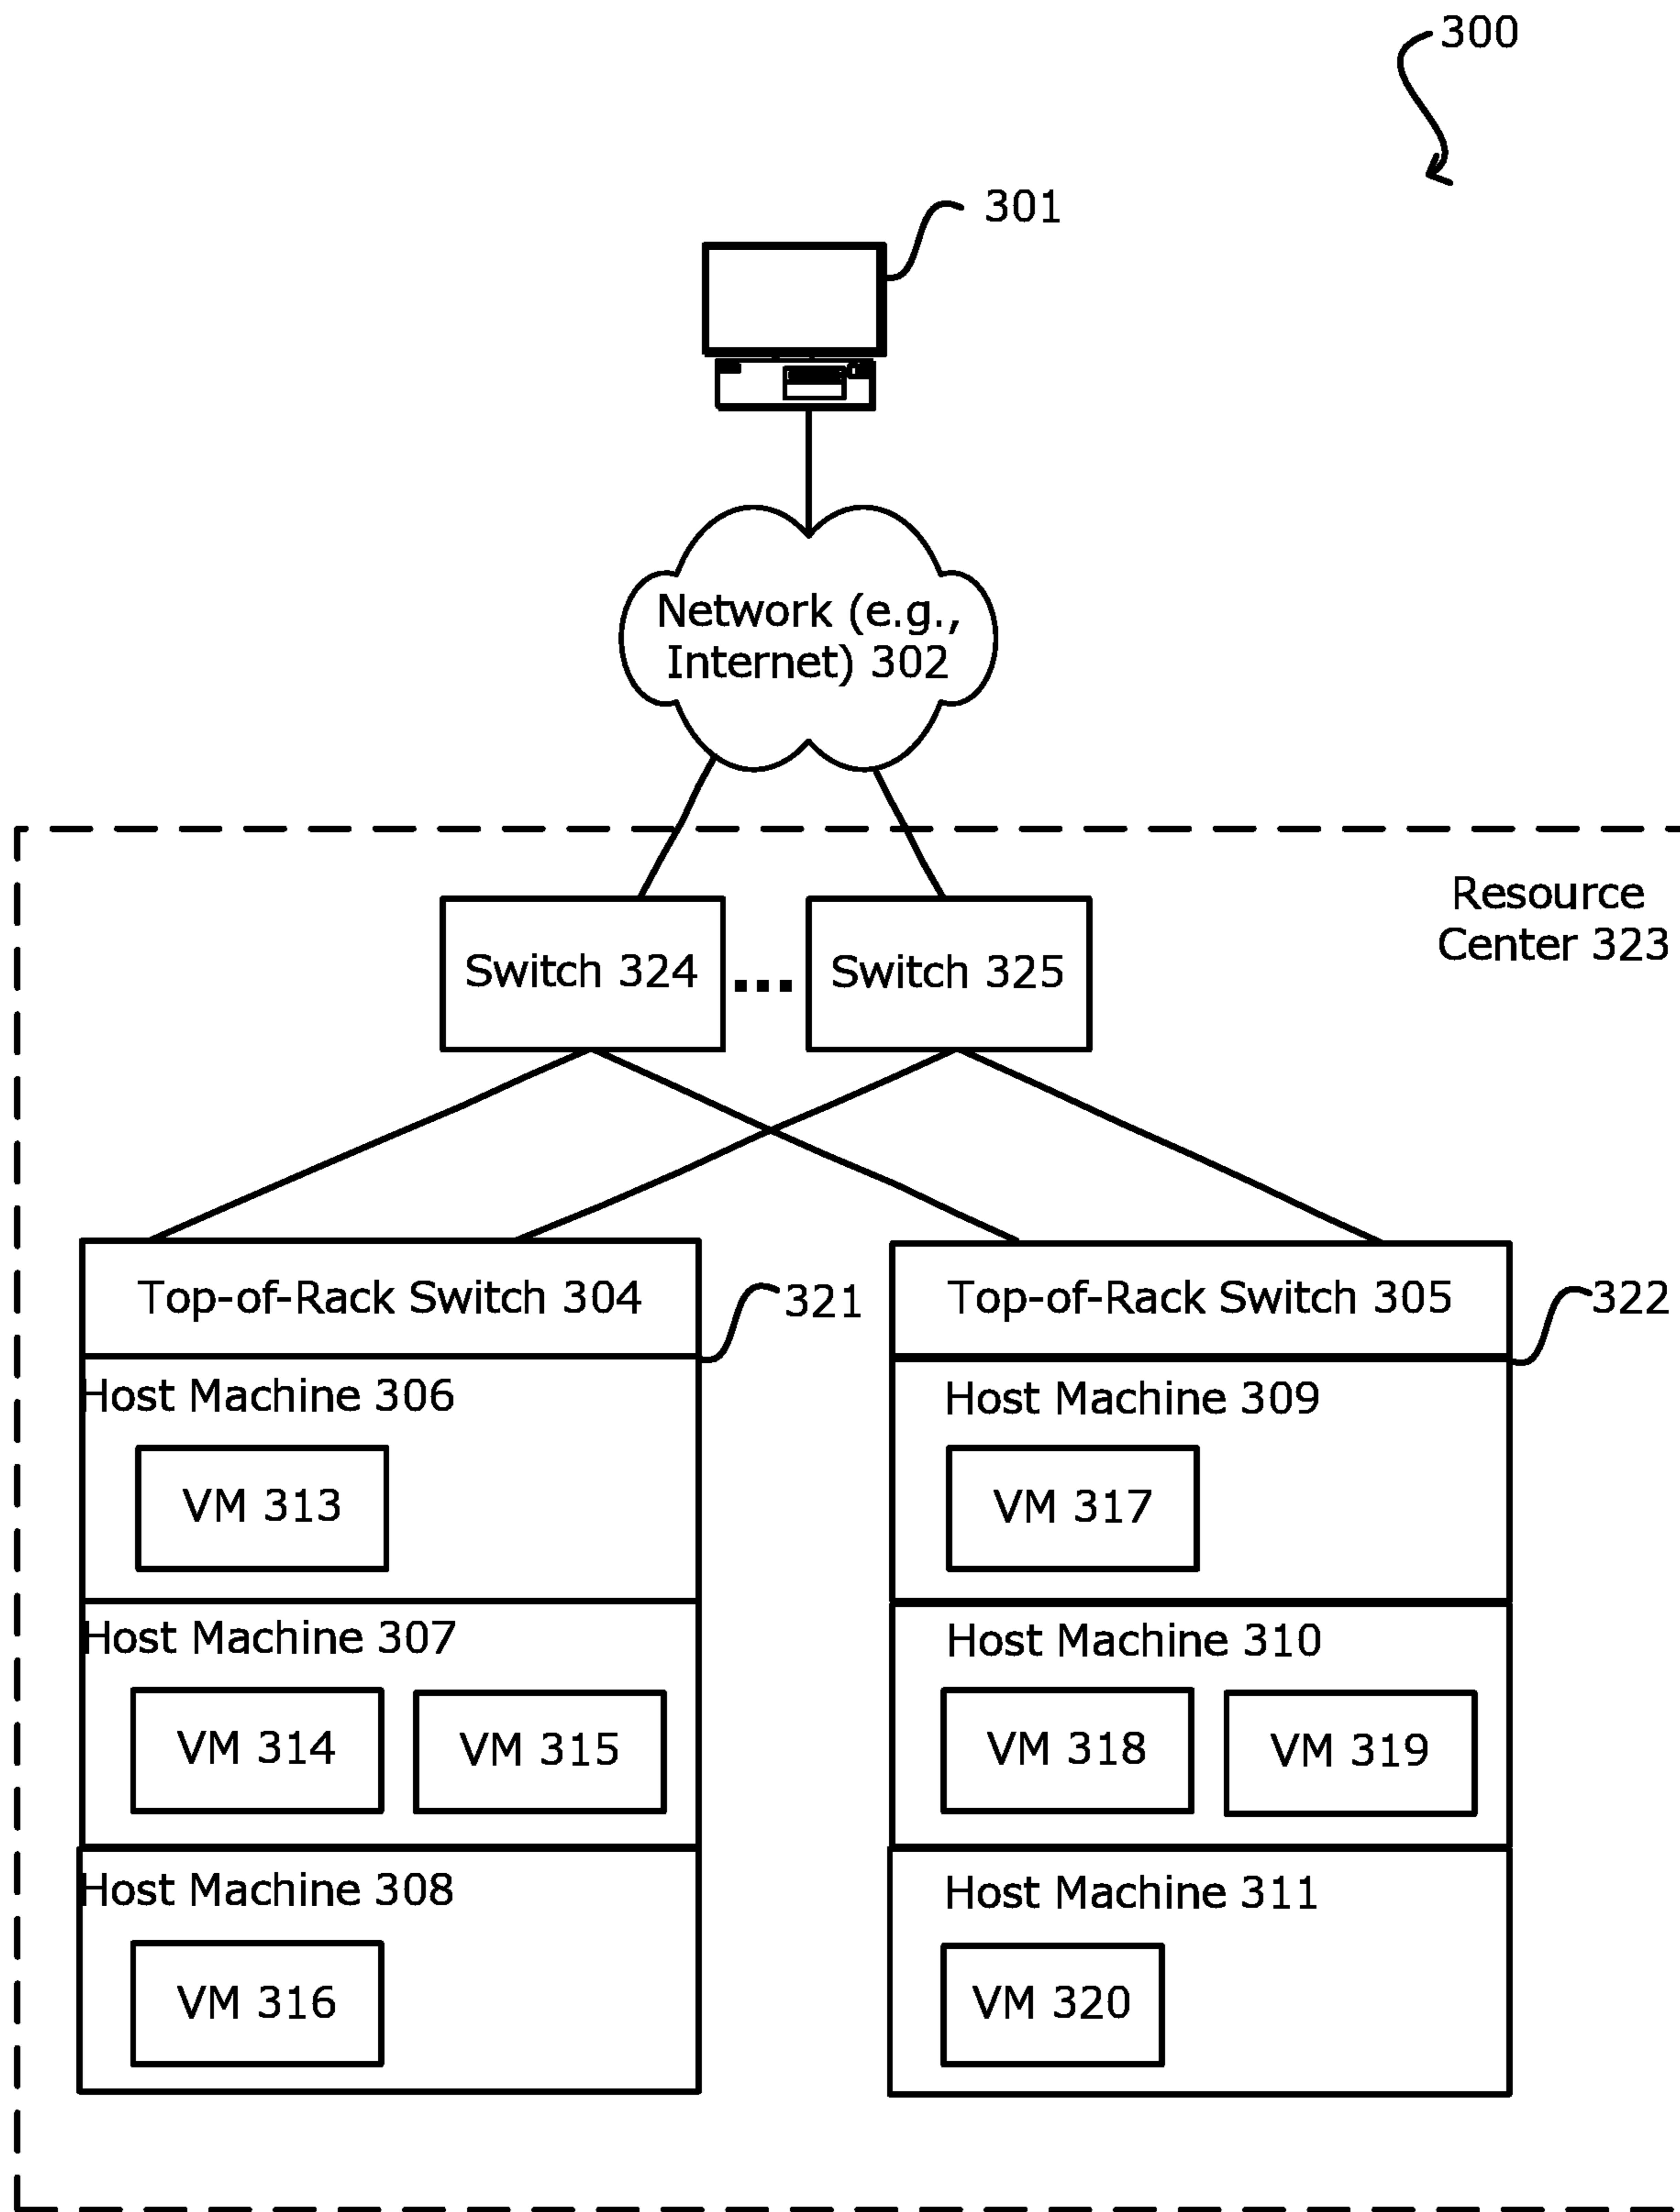 300
301
Network (e.g.,
Internet) 302
Resource
Center 323
Switch 324
...
Switch 325
Top-of-Rack Switch 304
321
Top-of-Rack Switch 305
322
Host Machine 306
VM 313
Host Machine 309
VM 317
Host Machine 307
VM 314
VM 315
Host Machine 310
VM 318
VM 319
Host Machine 308
VM 316
Host Machine 311
VM 320